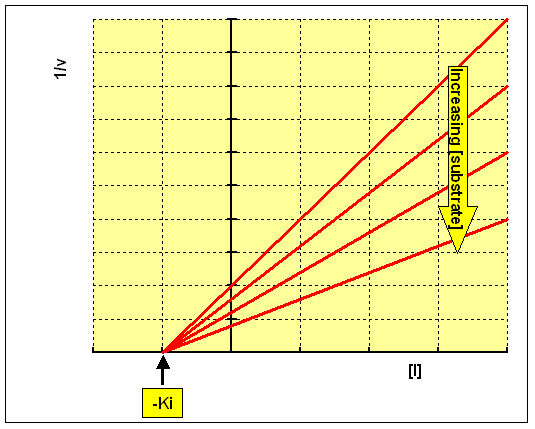 1/v
Increasing [substrate]
[I]
-Ki